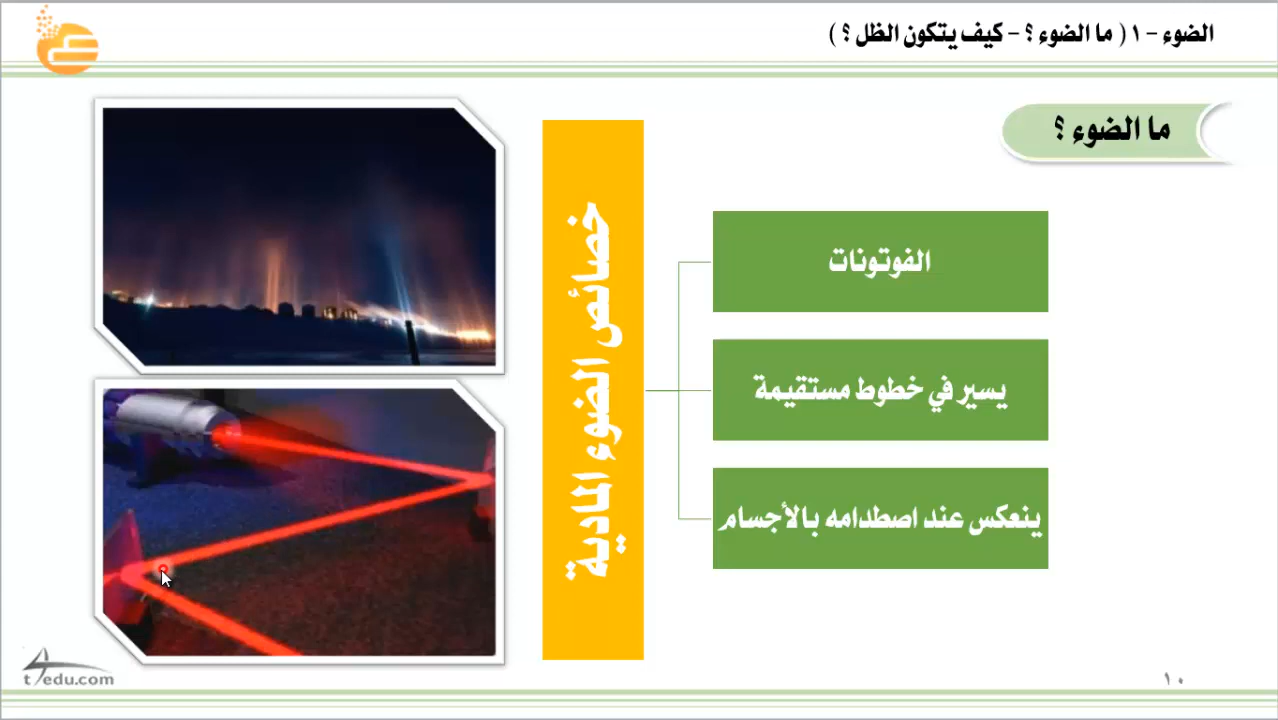 الضوء - ١ ( ما الضوء ؟ - كيف يتكون الظل ؟ )
ما الضوء ؟
خصائص الضوء المادية
الفوتونات
يسير في خطوط مستقيمة
ينعكس عند اصطدامه بالأجسام
t4edu.com
١٠